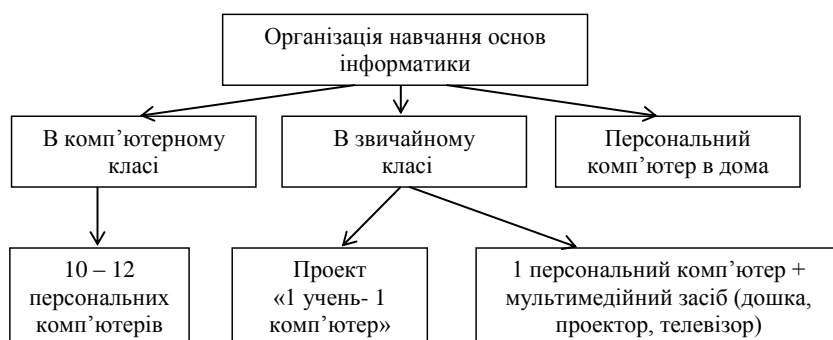 Організація навчання основ
інформатики
В комп’ютерному
класі
В звичайному
класі
Персональний
комп’ютер в дома
10 – 12
персональних
комп’ютерів
Проект
«1 учень- 1
комп’ютер»
1 персональний комп’ютер +
мультимедійний засіб (дошка,
проектор, телевізор)